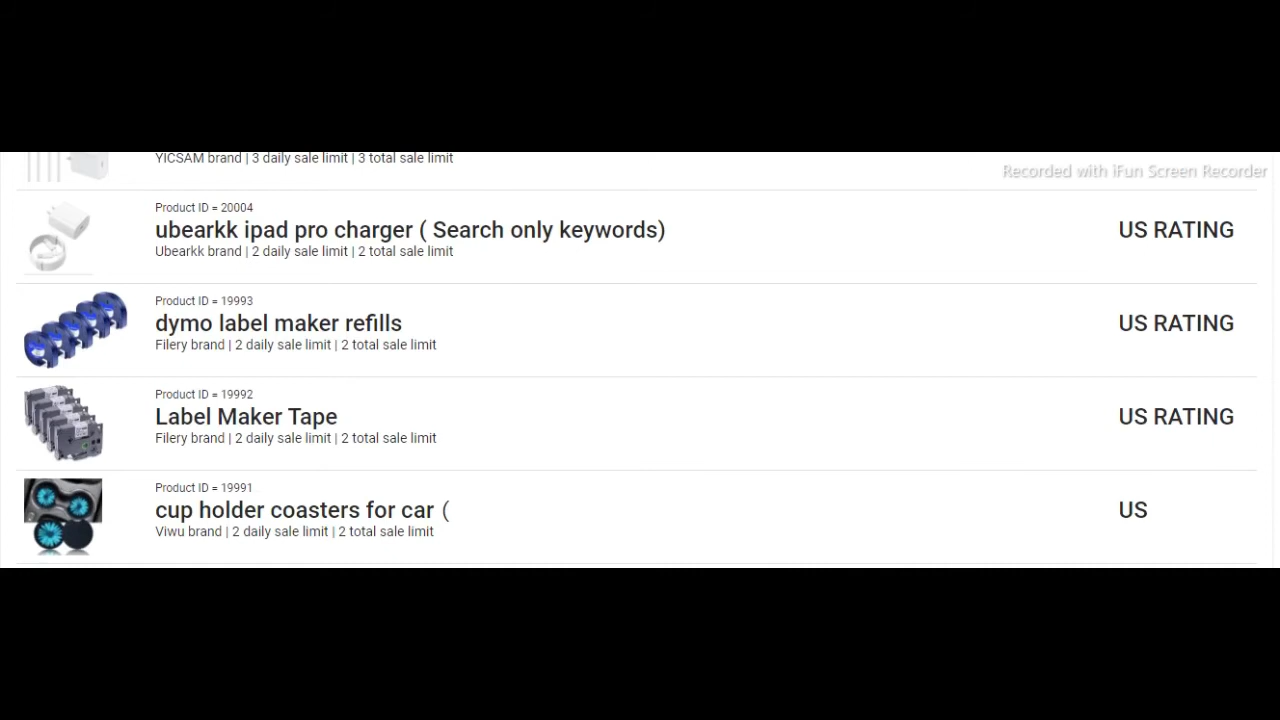 YICSAM brand | 3 daily sale limit | 3 total sale limit
Recorded with iFun Screen Recorder
Product ID = 20004
ubearkk ipad pro charger ( Search only keywords)
US RATING
Ubearkk brand | 2 daily sale limit | 2 total sale limit
Product ID = 19993
dymo label maker refills
US RATING
Filery brand | 2 daily sale limit | 2 total sale limit
Product ID = 19992
Label Maker Tape
US RATING
Filery brand | 2 daily sale limit | 2 total sale limit
Product ID = 19991
cup holder coasters for car (
US
Viwu brand | 2 daily sale limit | 2 total sale limit